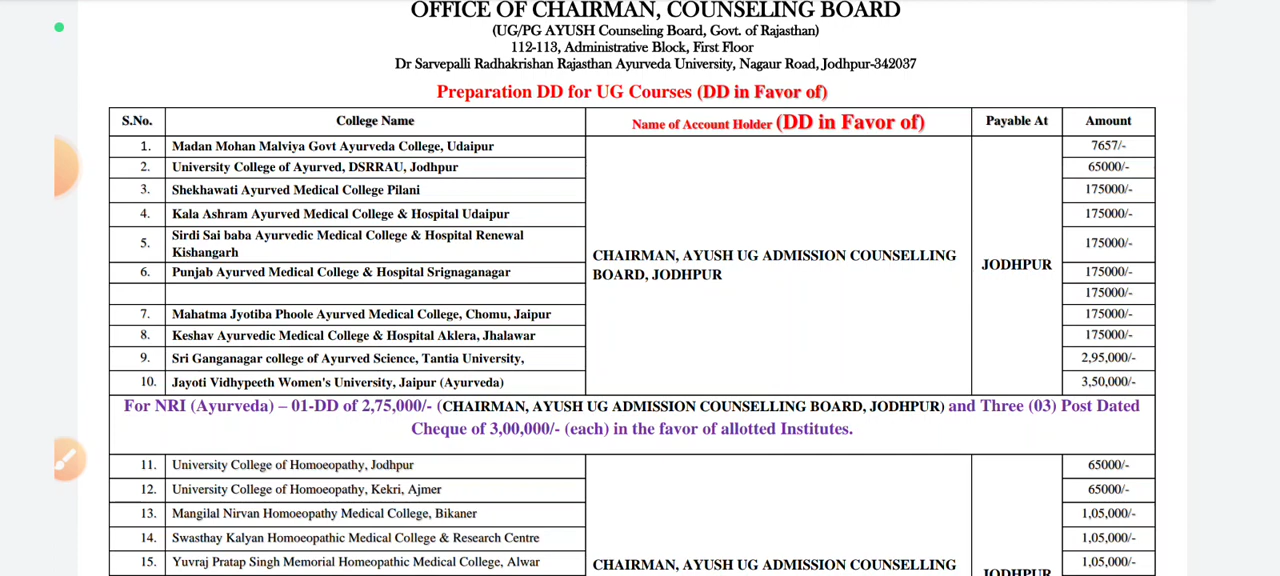 OFFICE OF CHAIRMAN, COUNSELING BOARD
(UG/PG AYUSH Counseling Board, Govt. of Rajasthan)
112-113, Administrative Block, First Floor
Dr Sarvepalli Radhakrishan Rajasthan Ayurveda University, Nagaur Road, Jodhpur-342037
Preparation DD for UG Courses (DD in Favor of)
S.No. College Name Name of Account Holder (DD in Favor of) Payable At Amount
1. Madan Mohan Malviya Govt Ayurveda College, Udaipur 7657/-
2. University College of Ayurved, DSRRAU, Jodhpur 65000/-
3. Shekhawati Ayurved Medical College Pilani 175000/-
4. Kala Ashram Ayurved Medical College & Hospital Udaipur 175000/-
5. Sirdi Sai baba Ayurvedic Medical College & Hospital Renewal
Kishangarh 175000/-
CHAIRMAN, AYUSH UG ADMISSION COUNSELLING
BOARD, JODHPUR
JODHPUR
6. Punjab Ayurved Medical College & Hospital Srignaganagar 175000/-
175000/-
7. Mahatma Jyotiba Phoole Ayurved Medical College, Chomu, Jaipur 175000/-
8. Keshav Ayurvedic Medical College & Hospital Aklera, Jhalawar 175000/-
9. Sri Ganganagar college of Ayurved Science, Tantia University, 2,95,000/-
10. Jayoti Vidhypeeth Women's University, Jaipur (Ayurveda) 3,50,000/-
For NRI (Ayurveda) – 01-DD of 2,75,000/- (CHAIRMAN, AYUSH UG ADMISSION COUNSELLING BOARD, JODHPUR) and Three (03) Post Dated
Cheque of 3,00,000/- (each) in the favor of allotted Institutes.
11. University College of Homoeopathy, Jodhpur 65000/-
12. University College of Homoeopathy, Kekri, Ajmer 65000/-
13. Mangilal Nirvan Homoeopathy Medical College, Bikaner 1,05,000/-
14. Swasthay Kalyan Homoeopathic Medical College & Research Centre 1,05,000/-
15. Yuvraj Pratap Singh Memorial Homeopathic Medical College, Alwar 1,05,000/-
CHAIRMAN, AYUSH UG ADMISSION COUNSELLING
JODHPUR